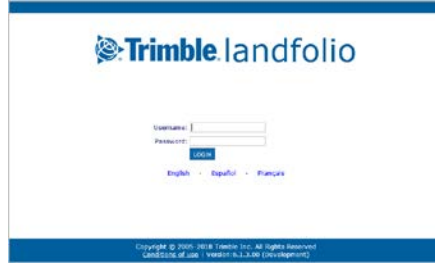 Trimble landfolio
Username:
Password:
LOGIN
English - Español - Français
Copyright © 2005-2018 Trimble Inc. All Rights Reserved
Conditions of use | Version:6.1.3.00 (Development)